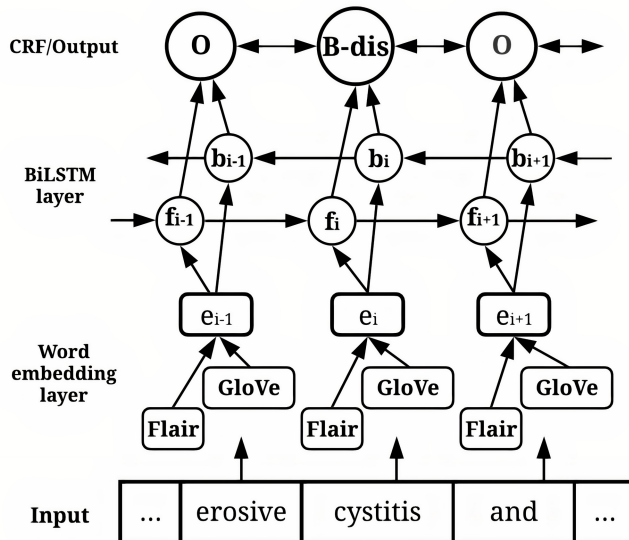 CRF/Output O B-dis O
BiLSTM
layer
bi-1 bi bi+1
fi-1 fi fi+1
ei-1 ei ei+1
Word
embedding
layer
GloVe GloVe GloVe
Flair Flair Flair
Input ... erosive cystitis and ...